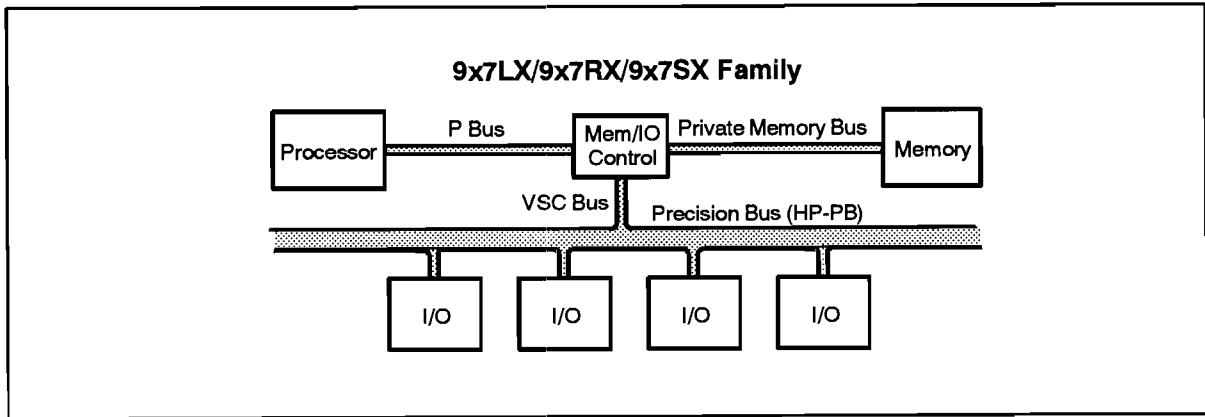 9x7LX/9x7RX/9x7SX Family
P Bus
Private Memory Bus
Processor
Mem/IO
Control
Memory
VSC Bus
Precision Bus (HP-PB)
I/O
I/O
I/O
I/O